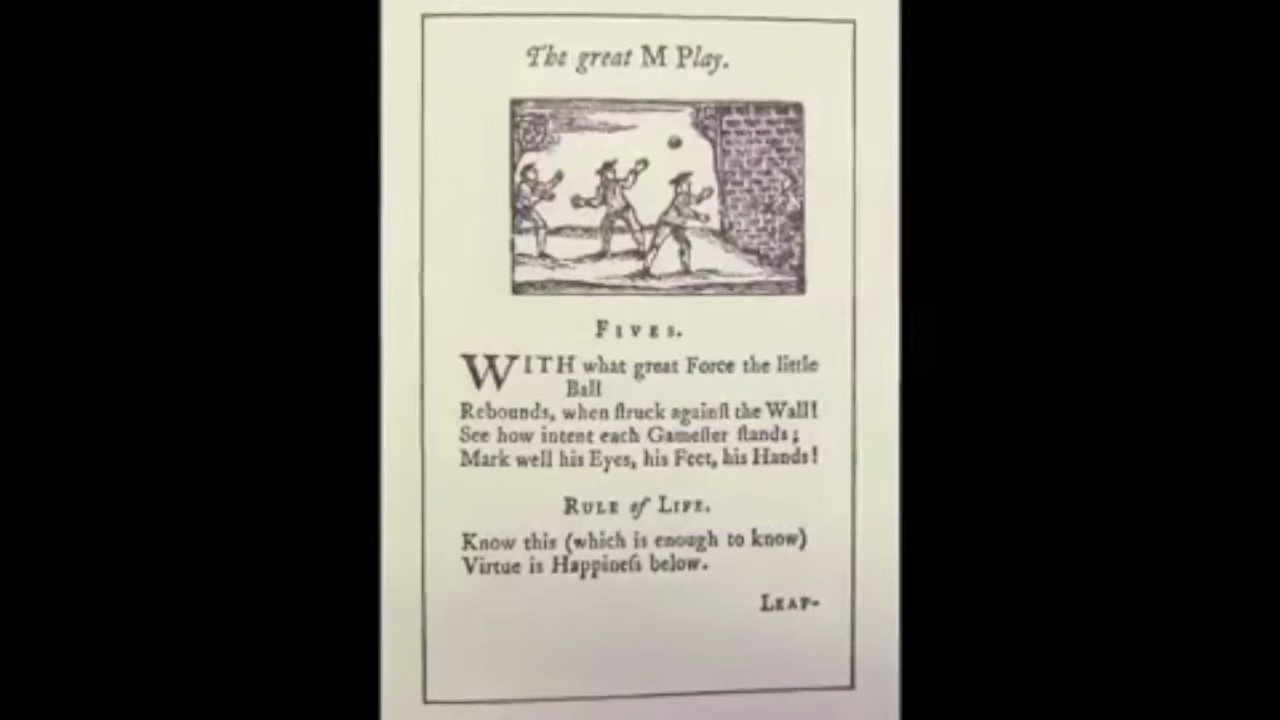 The great M Play.
FIVES.
WITH what great Force the little
Ball
Rebounds, when ſtruck againſt the Wall!
See how intent each Gameſter ſtands;
Mark well his Eyes, his Feet, his Hands!
RULE of LIFE.
Know this (which is enough to know)
Virtue is Happineſs below.
LEAP-